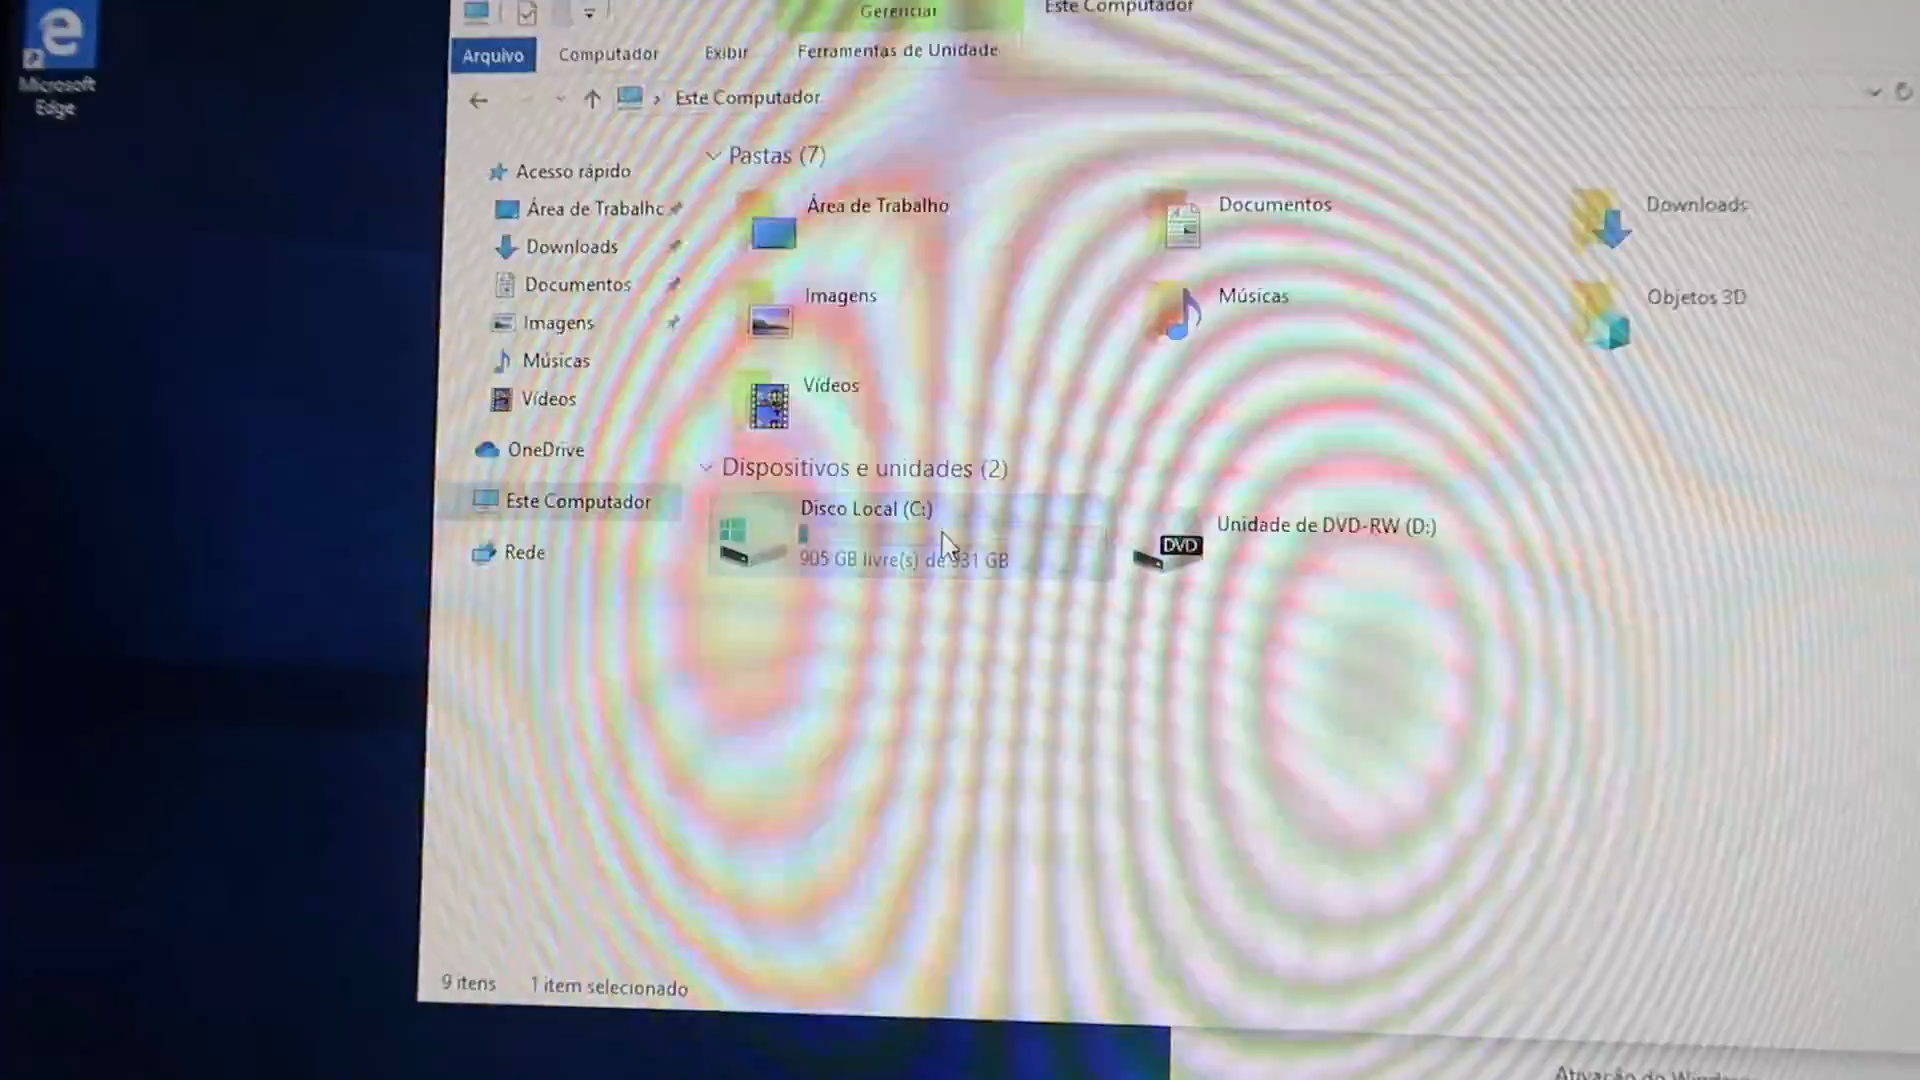 Microsoft
Edge
Gerenciar
Este Computador
Arquivo
Computador
Exibir
Ferramentas de Unidade
Este Computador
Acesso rápido
Área de Trabalho
Downloads
Documentos
Imagens
Músicas
Vídeos
OneDrive
Este Computador
Rede
Pastas (7)
Área de Trabalho
Documentos
Downloads
Imagens
Músicas
Objetos 3D
Vídeos
Dispositivos e unidades (2)
Disco Local (C:)
905 GB livre(s) de 931 GB
Unidade de DVD-RW (D:)
DVD
9 itens
1 item selecionado
Ativação do Windows